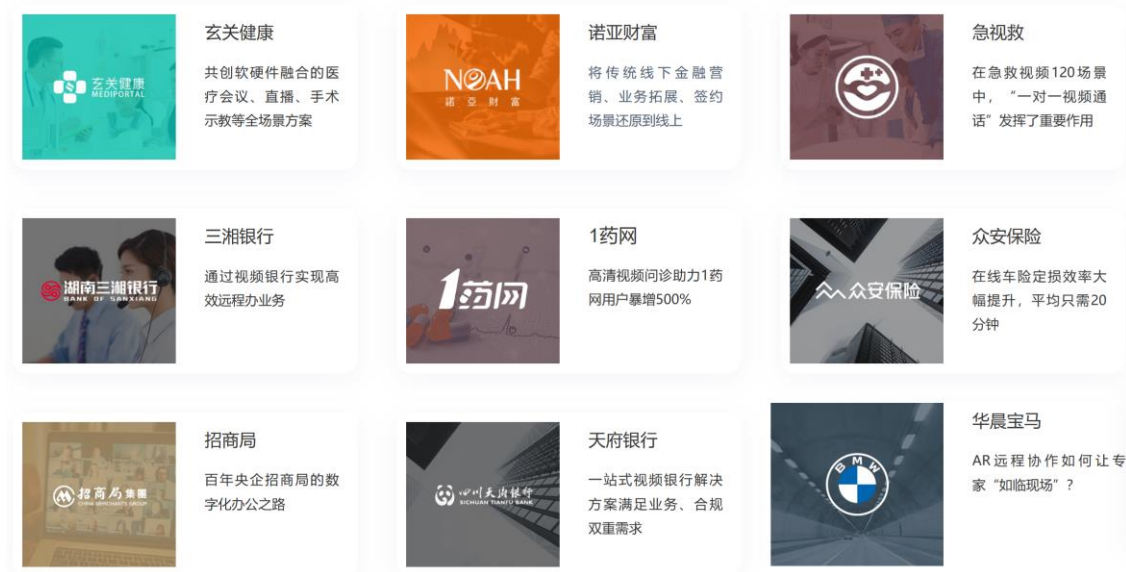 玄关健康
MEDIPORTAL
玄关健康
共创软硬件融合的医
疗会议、直播、手术
示教等全场景方案
NOAH
諾亞財富
诺亚财富
将传统线下金融营
销、业务拓展、签约
场景还原到线上
急视救
在急救视频120场景
中，“一对一视频通
话”发挥了重要作用
湖南三湘银行
BANK OF SANXIANG
三湘银行
通过视频银行实现高
效远程办业务
1药网
1药网
高清视频问诊助力1药
网用户暴增500%
众安保险
众安保险
在线车险定损效率大
幅提升，平均只需20
分钟
招商局集團
CHINA MERCHANTS GROUP
招商局
百年央企招商局的数
字化办公之路
四川天府银行
SICHUAN TIANFU BANK
天府银行
一站式视频银行解决
方案满足业务、合规
双重需求
BMW
华晨宝马
AR远程协作如何让专
家“如临现场”？